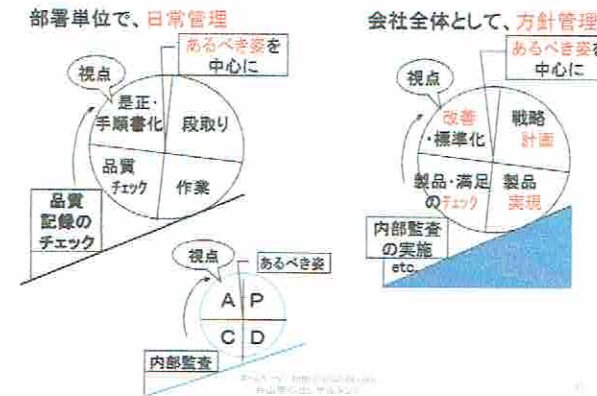 部署単位で、日常管理
あるべき姿を
中心に
視点
是正・
手順書化
段取り
品質
チェック
作業
品質
記録の
チェック
会社全体として、方針管理
あるべき姿を
中心に
視点
改善
・標準化
戦略
計画
製品・満足
のチェック
製品
実現
内部監査
の実施
etc.
視点
あるべき姿
A P
C D
内部監査